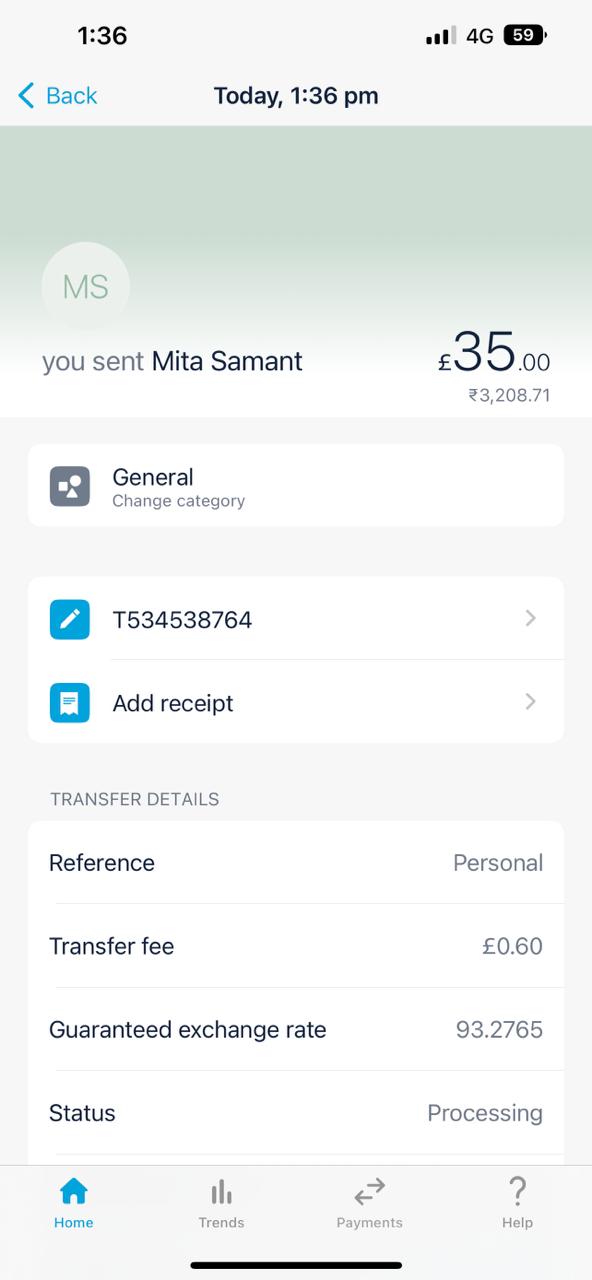 1:36
4G
59
Back
Today, 1:36 pm
MS
you sent Mita Samant
£35.00
₹3,208.71
General
Change category
T534538764
Add receipt
TRANSFER DETAILS
Reference
Personal
Transfer fee
£0.60
Guaranteed exchange rate
93.2765
Status
Processing
Home
Trends
Payments
Help